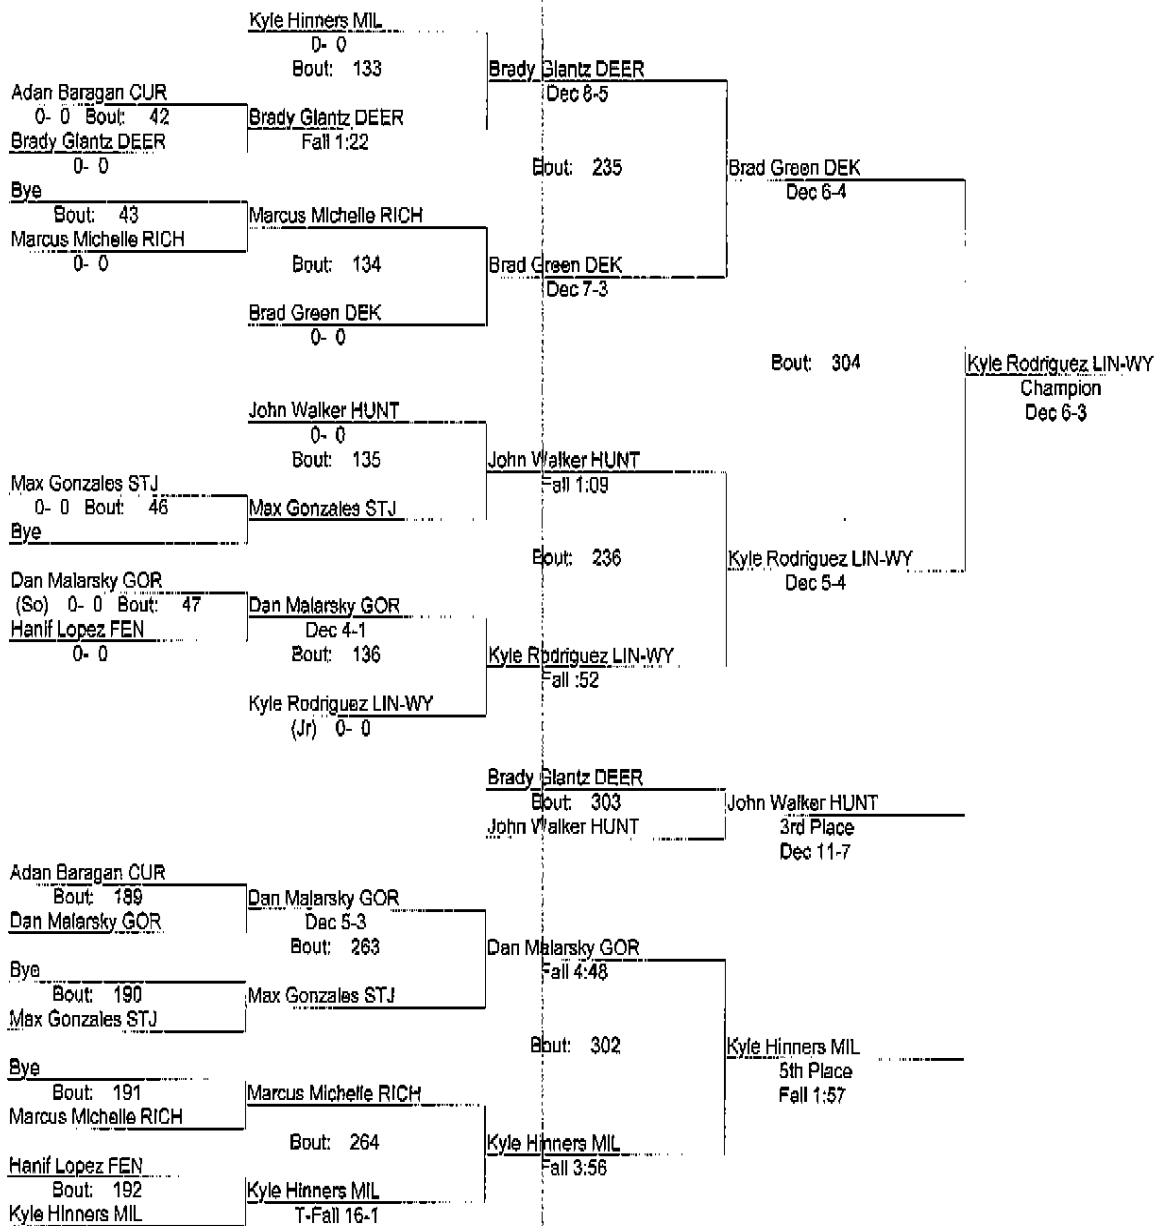 Kyle Hinners MIL
0- 0
Bout: 133
Brady Glantz DEER
Dec 8-5
Adan Baragan CUR
0- 0 Bout: 42
Brady Glantz DEER
Fall 1:22
Brady Glantz DEER
0- 0
Bout: 235
Brad Green DEK
Dec 6-4
Bye
Bout: 43
Marcus Michelle RICH
Marcus Michelle RICH
0- 0
Bout: 134
Brad Green DEK
Dec 7-3
Brad Green DEK
0- 0
Bout: 304
Kyle Rodriguez LIN-WY
Champion
Dec 6-3
John Walker HUNT
0- 0
Bout: 135
John Walker HUNT
Fall 1:09
Max Gonzales STJ
0- 0 Bout: 46
Max Gonzales STJ
Bye
Bout: 236
Kyle Rodriguez LIN-WY
Dec 5-4
Dan Malarsky GOR
(So) 0- 0 Bout: 47
Dan Malarsky GOR
Dec 4-1
Hanif Lopez FEN
0- 0
Bout: 136
Kyle Rodriguez LIN-WY
Fall :52
Kyle Rodriguez LIN-WY
(Jr) 0- 0
Brady Glantz DEER
Bout: 303
John Walker HUNT
John Walker HUNT
3rd Place
Dec 11-7
Adan Baragan CUR
Bout: 189
Dan Malarsky GOR
Dan Malarsky GOR
Dec 5-3
Bout: 263
Dan Malarsky GOR
Fall 4:48
Bye
Bout: 190
Max Gonzales STJ
Max Gonzales STJ
Bout: 302
Kyle Hinners MIL
5th Place
Fall 1:57
Bye
Bout: 191
Marcus Michelle RICH
Marcus Michelle RICH
Bout: 264
Kyle Hinners MIL
Fall 3:56
Hanif Lopez FEN
Bout: 192
Kyle Hinners MIL
Kyle Hinners MIL
T-Fall 16-1